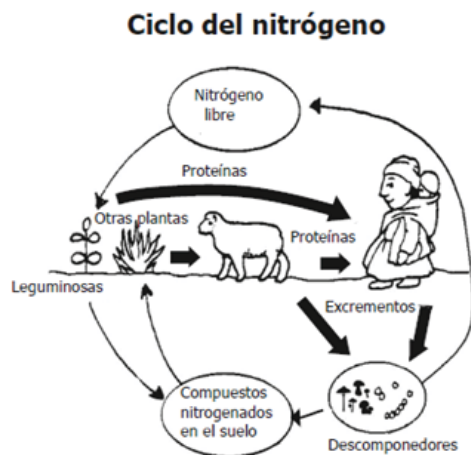 Ciclo del nitrógeno
Nitrógeno
libre
Proteínas
Otras plantas
Proteínas
Leguminosas
Excrementos
Compuestos
nitrogenados
en el suelo
Descomponedores